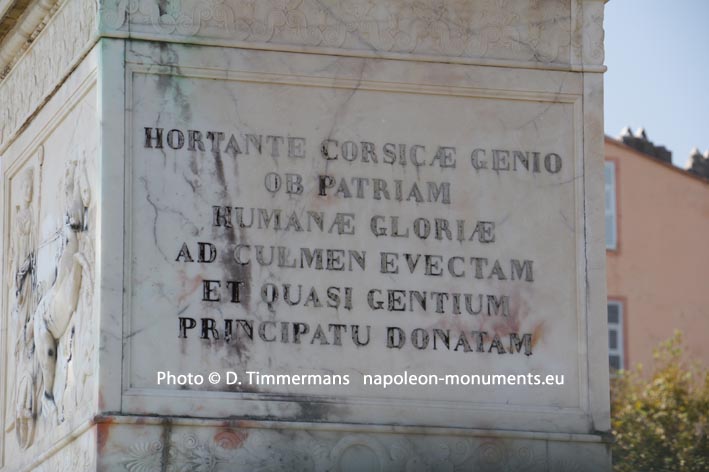 HORTANTE CORSICÆ GENIO
OB PATRIAM
HUMANÆ GLORIÆ
AD CULMEN EVECTAM
ET QUASI GENTIUM
PRINCIPATU DONATAM
Photo © D. Timmermans napoleon-monuments.eu